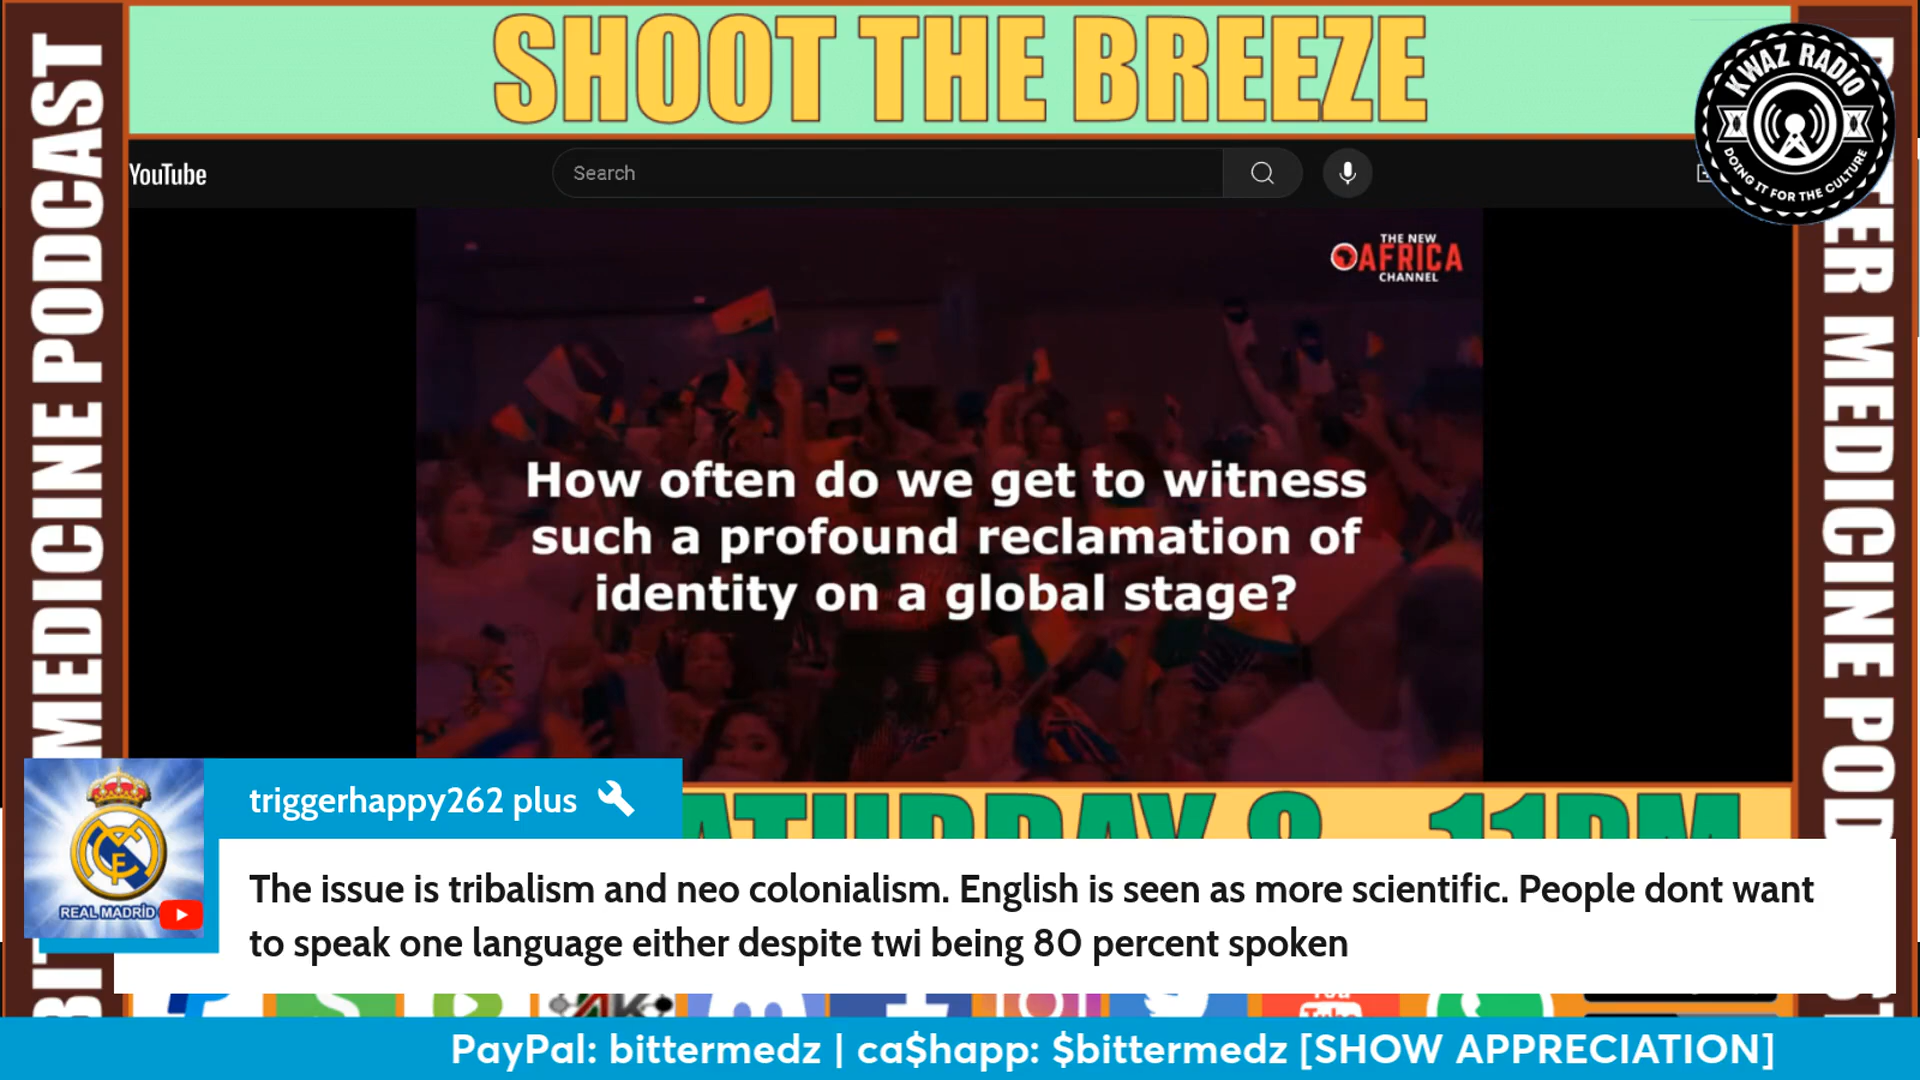 SHOOT THE BREEZE
KWAZ RADIO
DOING IT FOR THE CULTURE
MEDICINE PODCAST
YouTube
Search
THE NEW
AFRICA
CHANNEL
How often do we get to witness
such a profound reclamation of
identity on a global stage?
MEDICINE
triggerhappy262 plus
REAL MADRID
The issue is tribalism and neo colonialism. English is seen as more scientific. People dont want
to speak one language either despite twi being 80 percent spoken
PayPal: bittermedz | ca$happ: $bittermedz [SHOW APPRECIATION]